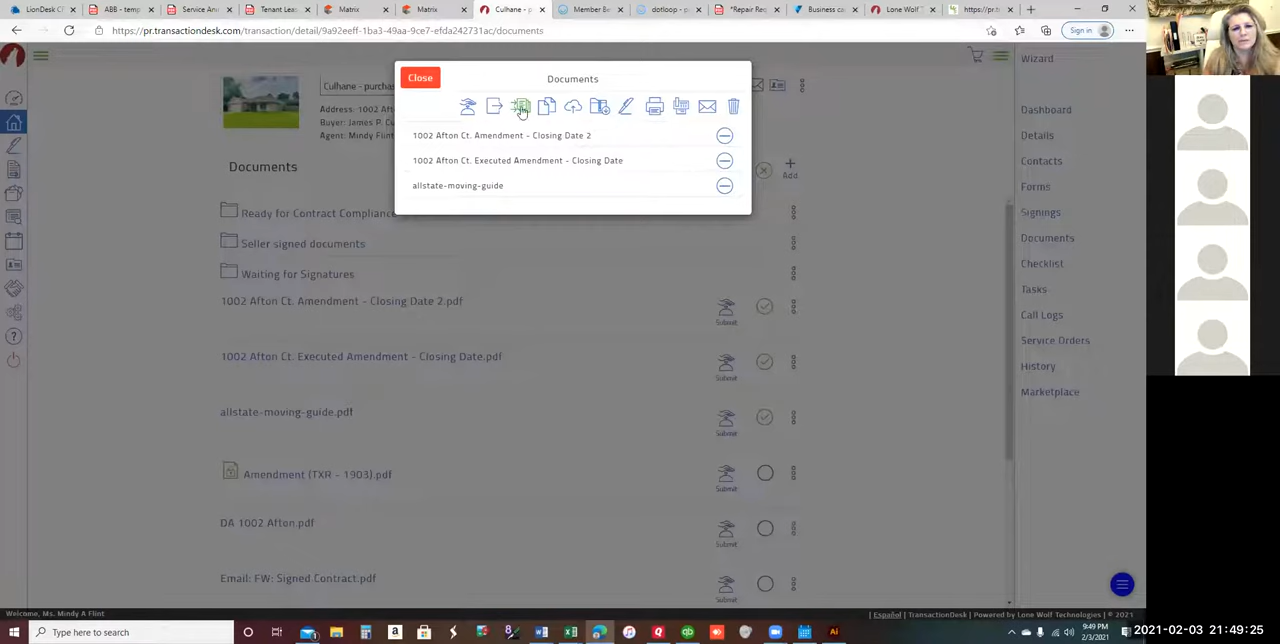 LionDesk C
ABB - temp
Service An
Tenant Lea
Matrix
Matrix
Culhane - p
Member Be
dotloop -
*Repair Req
Business ca
Lone Wolf T
https://pr.t
https://pr.transactiondesk.com/transaction/detail/9a92eeff-1ba3-49aa-9ce7-efda242731ac/documents
Sign in
Close
Documents
1002 Afton Ct. Amendment - Closing Date 2
1002 Afton Ct. Executed Amendment - Closing Date
allstate-moving-guide
Culhane - purchas
Address: 1002 Af
Buyer: James P. Cu
Agent: Mindy Flint
Documents
Add
Ready for Contract Compliance
Seller signed documents
Waiting for Signatures
1002 Afton Ct. Amendment - Closing Date 2.pdf
Submit
1002 Afton Ct. Executed Amendment - Closing Date.pdf
Submit
allstate-moving-guide.pdf
Submit
Amendment (TXR - 1903).pdf
Submit
DA 1002 Afton.pdf
Submit
Email: FW: Signed Contract.pdf
Submit
Wizard
Dashboard
Details
Contacts
Forms
Signings
Documents
Checklist
Tasks
Call Logs
Service Orders
History
Marketplace
Welcome, Ms. Mindy A Flint
Español | TransactionDesk | Powered by Lone Wolf Technologies | © 2021
Type here to search
9:49 PM
2/3/2021
2021-02-03 21:49:25